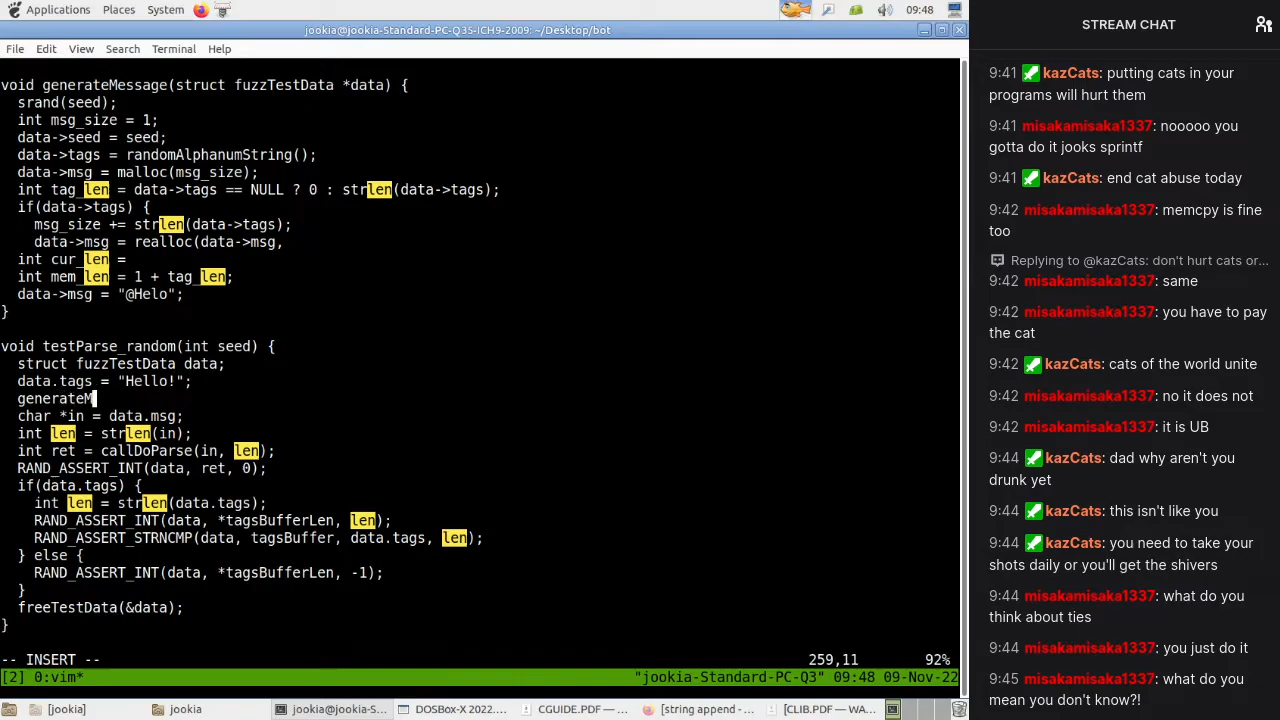 Applications Places System 09:48
jookia@jookia-Standard-PC-Q35-ICH9-2009: ~/Desktop/bot
File Edit View Search Terminal Help
void generateMessage(struct fuzzTestData *data) {
srand(seed);
int msg_size = 1;
data->seed = seed;
data->tags = randomAlphanumString();
data->msg = malloc(msg_size);
int tag_len = data->tags == NULL ? 0 : strlen(data->tags);
if(data->tags) {
msg_size += strlen(data->tags);
data->msg = realloc(data->msg,
int cur_len =
int mem_len = 1 + tag_len;
data->msg = "@Helo";
}
void testParse_random(int seed) {
struct fuzzTestData data;
data.tags = "Hello!";
generateM
char *in = data.msg;
int len = strlen(in);
int ret = callDoParse(in, len);
RAND_ASSERT_INT(data, ret, 0);
if(data.tags) {
int len = strlen(data.tags);
RAND_ASSERT_INT(data, *tagsBufferLen, len);
RAND_ASSERT_STRNCMP(data, tagsBuffer, data.tags, len);
} else {
RAND_ASSERT_INT(data, *tagsBufferLen, -1);
}
freeTestData(&data);
}
-- INSERT -- 259,11 92%
[2] 0:vim* "jookia-Standard-PC-Q3" 09:48 09-Nov-22
[jookia] jookia jookia@jookia-S... DOSBox-X 2022.... CGUIDE.PDF — ... [string append - ... [CLIB.PDF — WA...
STREAM CHAT
9:41 kazCats: putting cats in your
programs will hurt them
9:41 misakamisaka1337: nooooo you
gotta do it jooks sprintf
9:41 kazCats: end cat abuse today
9:42 misakamisaka1337: memcpy is fine
too
Replying to @kazCats: don't hurt cats or...
9:42 misakamisaka1337: same
9:42 misakamisaka1337: you have to pay
the cat
9:42 kazCats: cats of the world unite
9:42 misakamisaka1337: no it does not
9:42 misakamisaka1337: it is UB
9:44 kazCats: dad why aren't you
drunk yet
9:44 kazCats: this isn't like you
9:44 kazCats: you need to take your
shots daily or you'll get the shivers
9:44 misakamisaka1337: what do you
think about ties
9:44 misakamisaka1337: you just do it
9:45 misakamisaka1337: what do you
mean you don't know?!